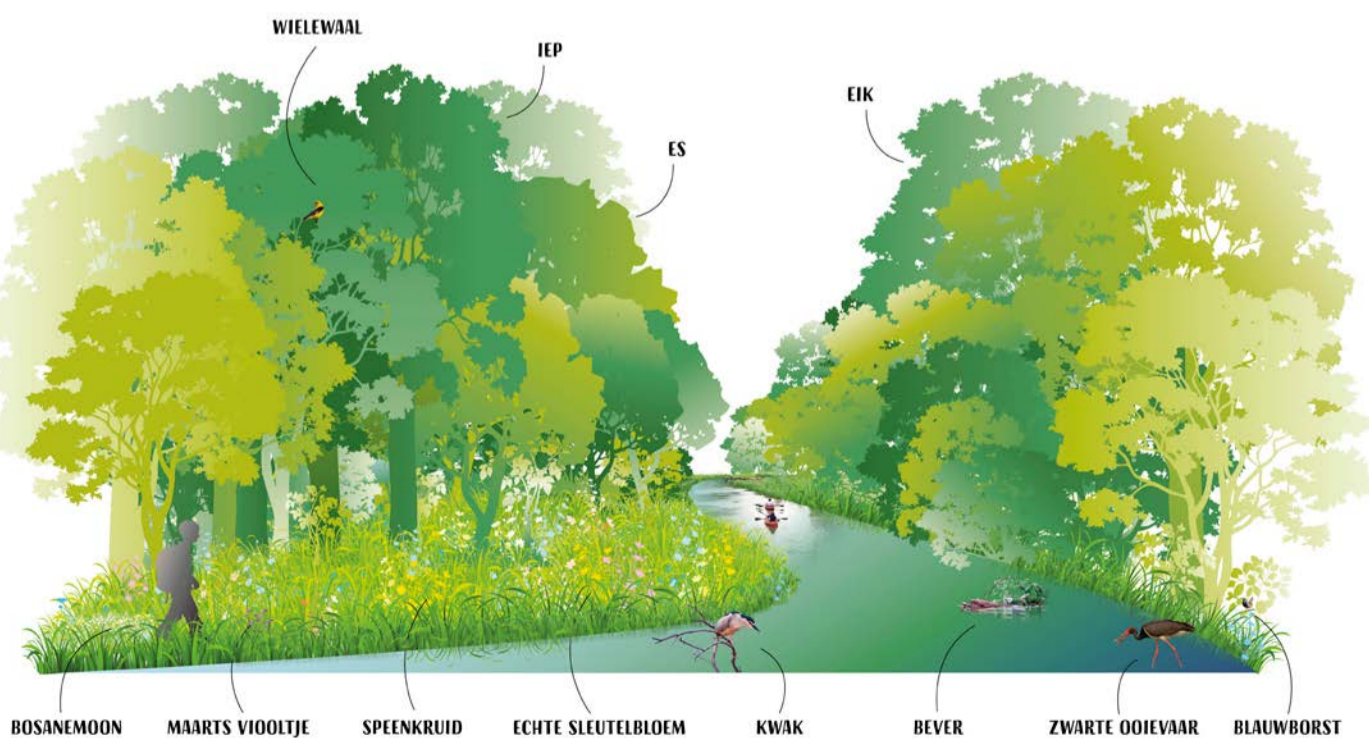 WIELEWAAL
IEP
EIK
ES
BOSANEMOON
MAARTS VIOOLTJE
SPEENKRUID
ECHTE SLEUTELBLOEM
KWAK
BEVER
ZWARTE OOIEVAAR
BLAUWBORST